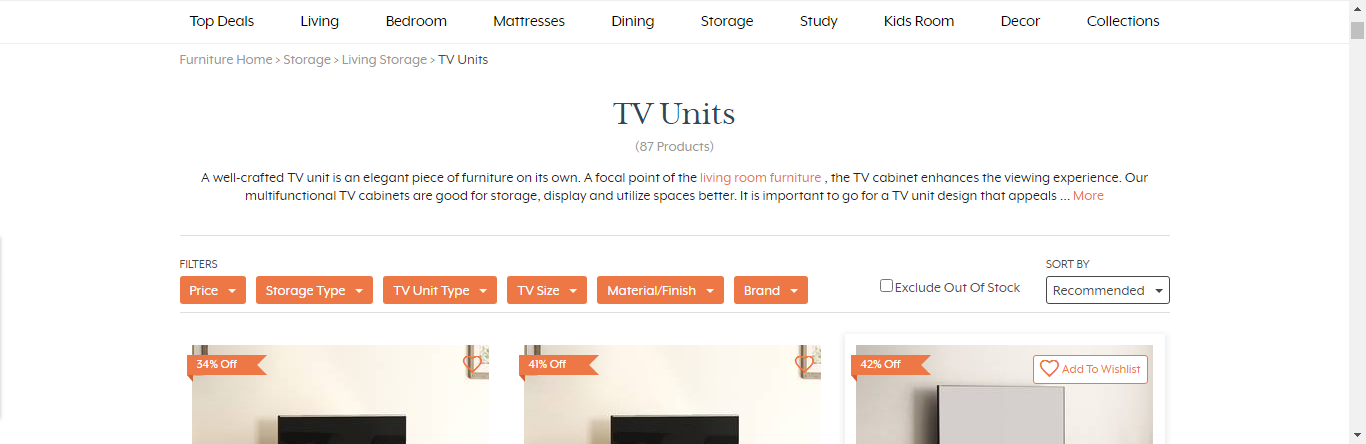 Top Deals Living Bedroom Mattresses Dining Storage Study Kids Room Decor Collections
Furniture Home > Storage > Living Storage > TV Units
TV Units
(87 Products)
A well-crafted TV unit is an elegant piece of furniture on its own. A focal point of the living room furniture , the TV cabinet enhances the viewing experience. Our
multifunctional TV cabinets are good for storage, display and utilize spaces better. It is important to go for a TV unit design that appeals ... More
FILTERS
Price Storage Type TV Unit Type TV Size Material/Finish Brand
Exclude Out Of Stock
SORT BY
Recommended
34% Off
41% Off
42% Off
Add To Wishlist